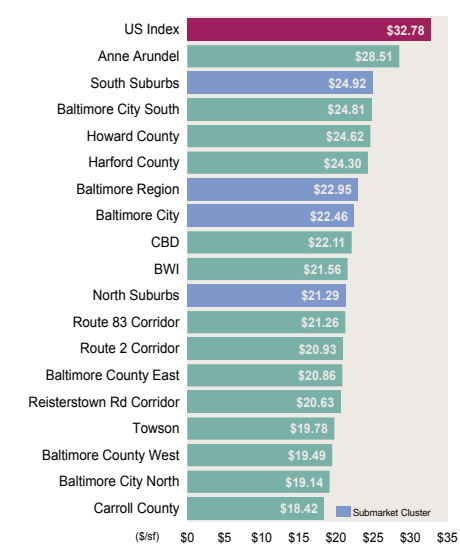 US Index $32.78
Anne Arundel $28.51
South Suburbs $24.92
Baltimore City South $24.81
Howard County $24.62
Harford County $24.30
Baltimore Region $22.95
Baltimore City $22.46
CBD $22.11
BWI $21.56
North Suburbs $21.29
Route 83 Corridor $21.26
Route 2 Corridor $20.93
Baltimore County East $20.86
Reisterstown Rd Corridor $20.63
Towson $19.78
Baltimore County West $19.49
Baltimore City North $19.14
Carroll County $18.42
Submarket Cluster
($/sf) $0 $5 $10 $15 $20 $25 $30 $35